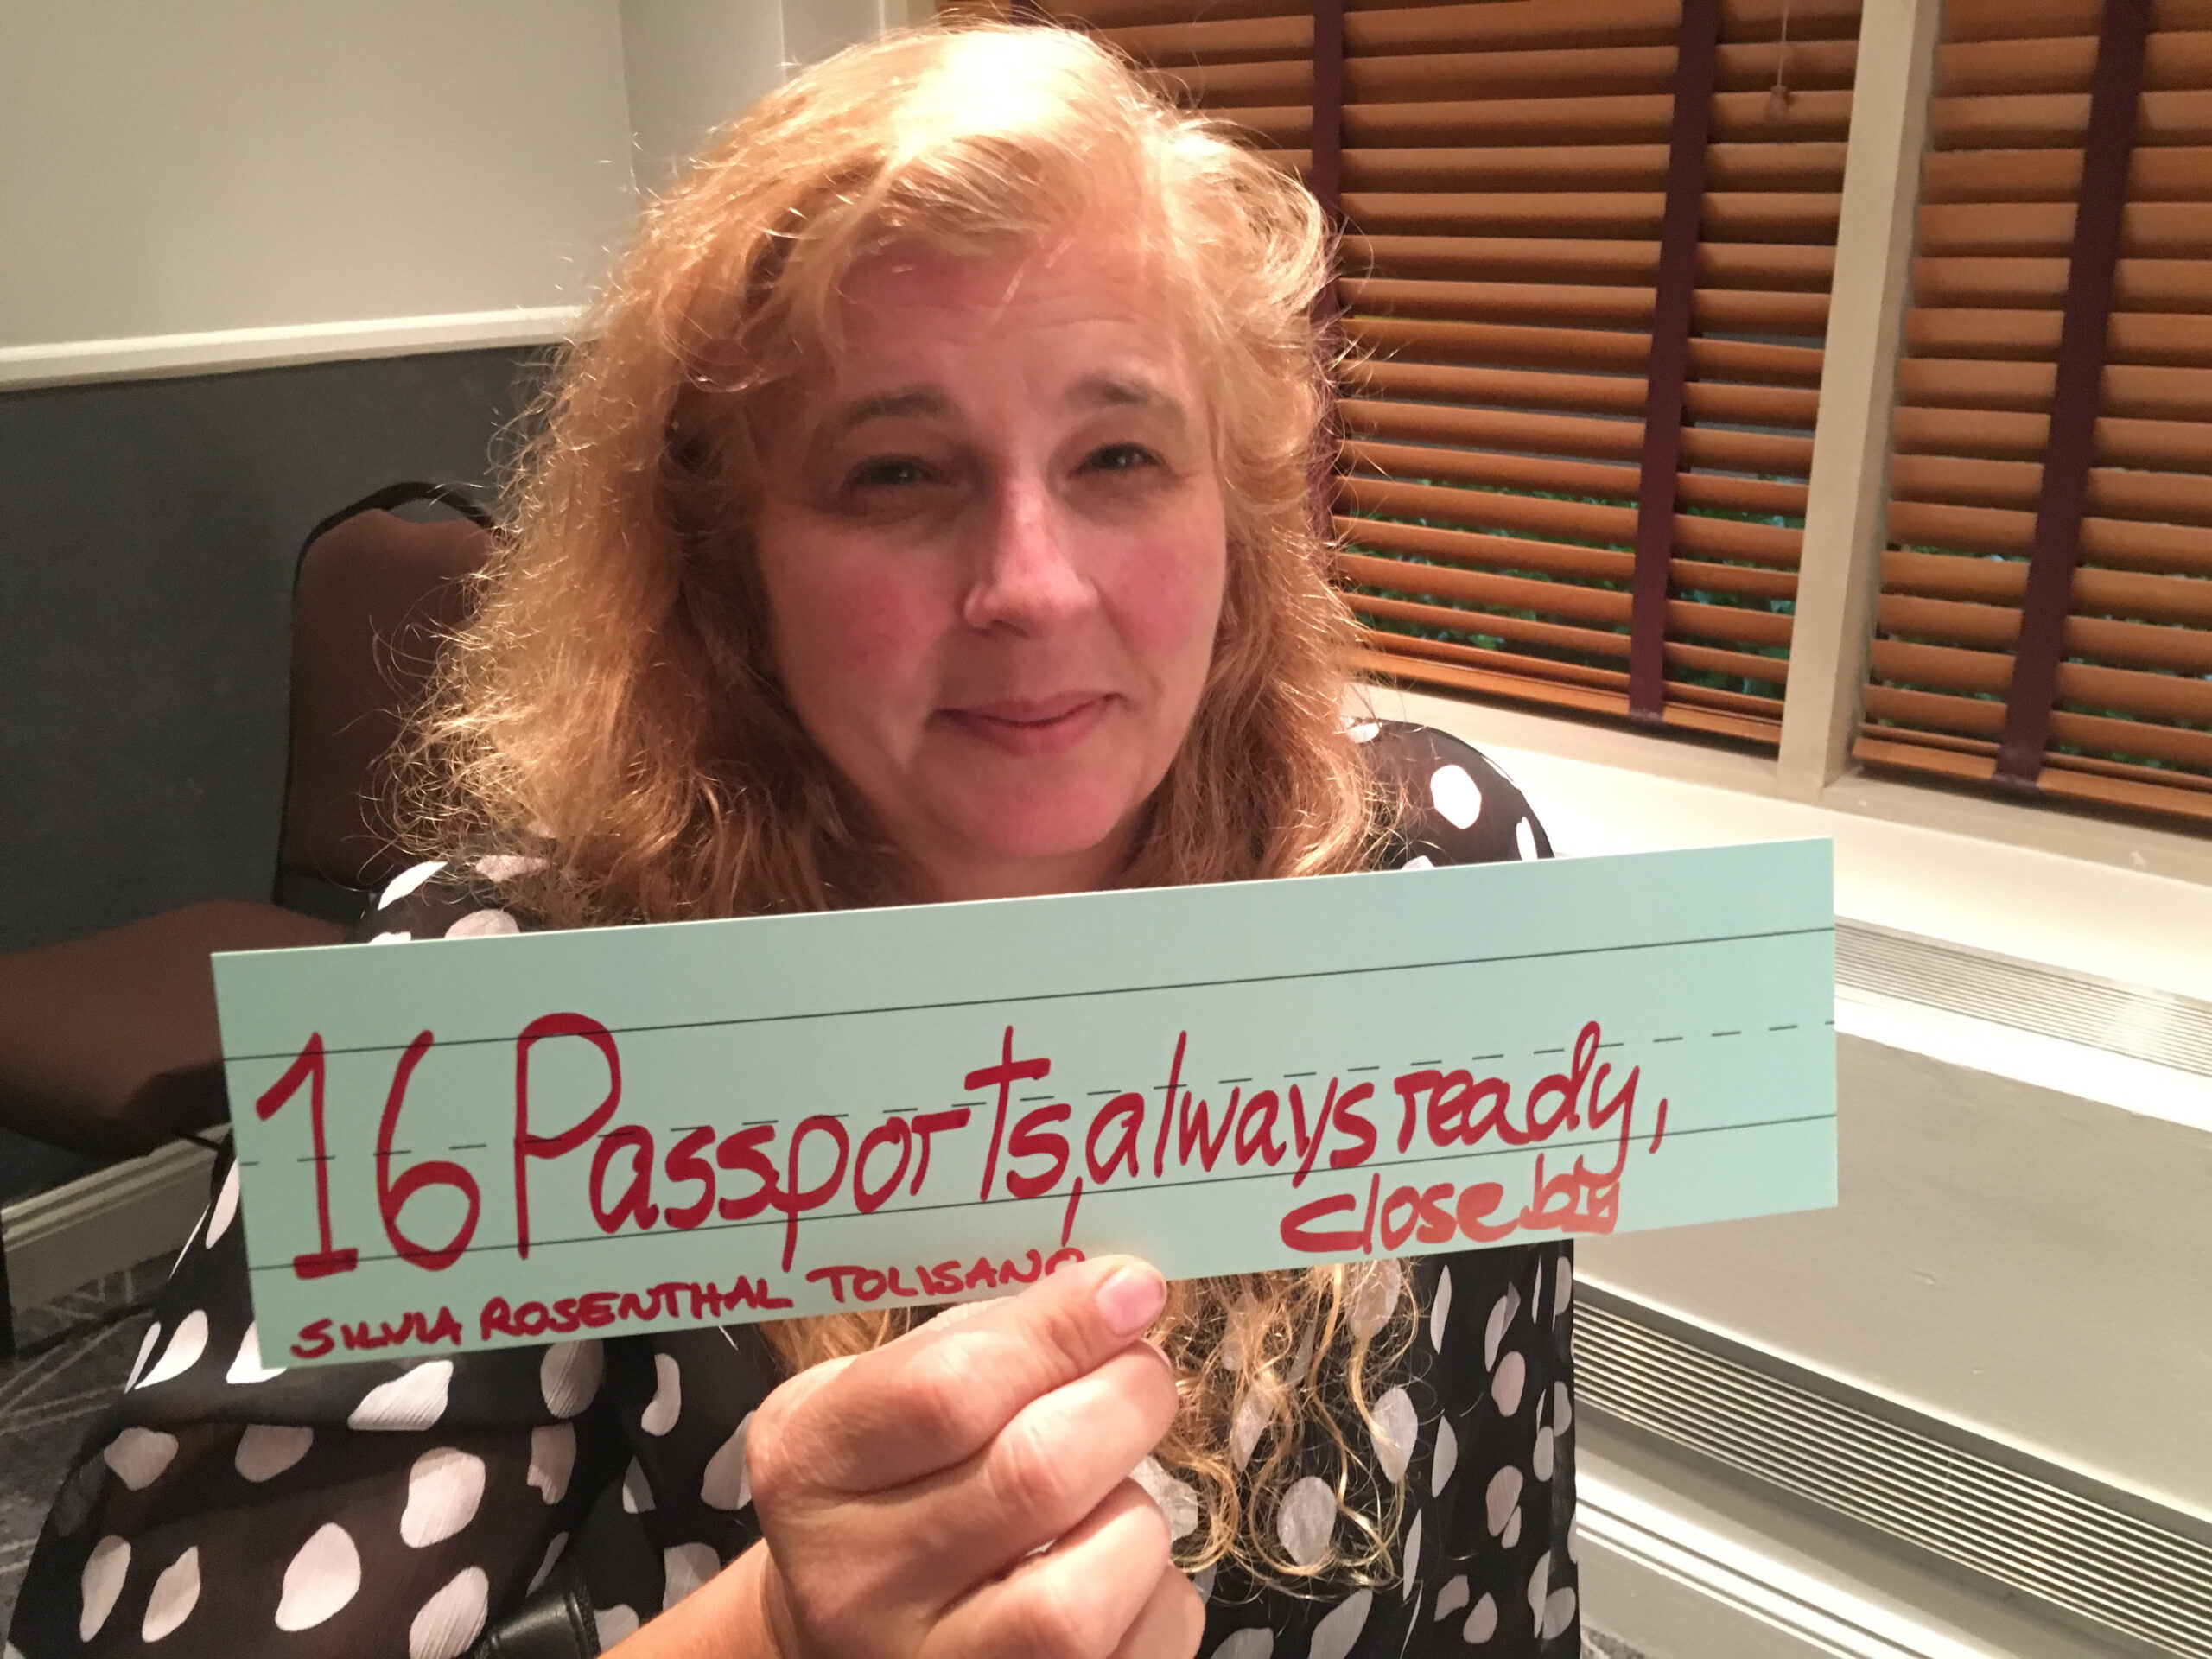 16 Passports, always ready,
close by
SILVIA ROSENTHAL TOLISANO